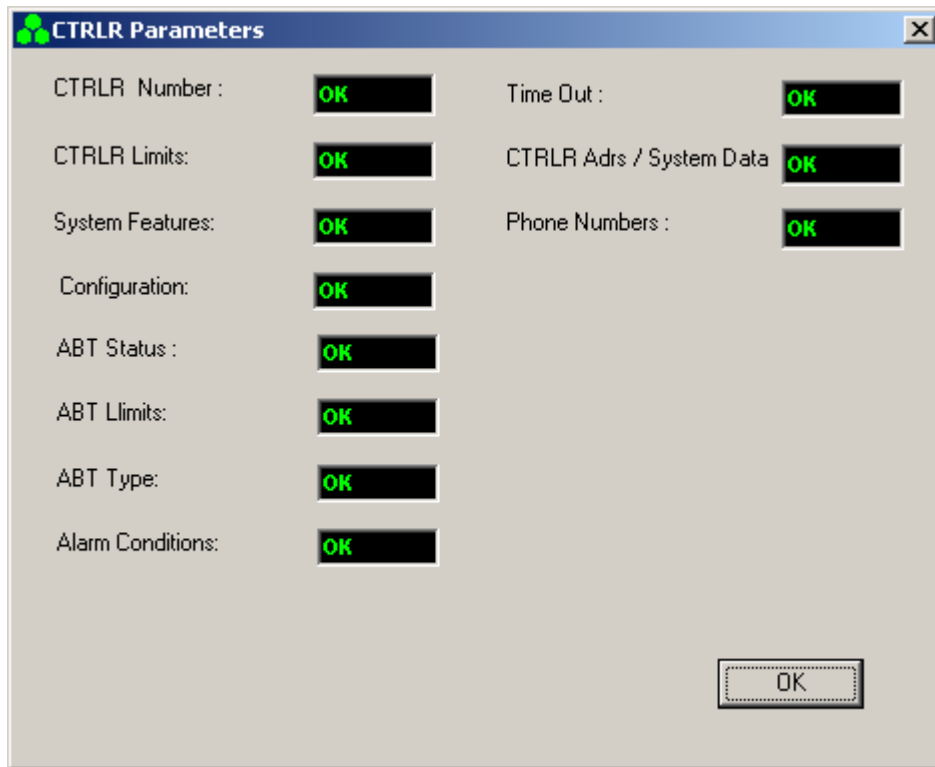 CTRLR Parameters
CTRLR Number : OK
CTRLR Limits: OK
System Features: OK
Configuration: OK
ABT Status : OK
ABT Llimits: OK
ABT Type: OK
Alarm Conditions: OK
Time Out : OK
CTRLR Adrs / System Data OK
Phone Numbers : OK
OK